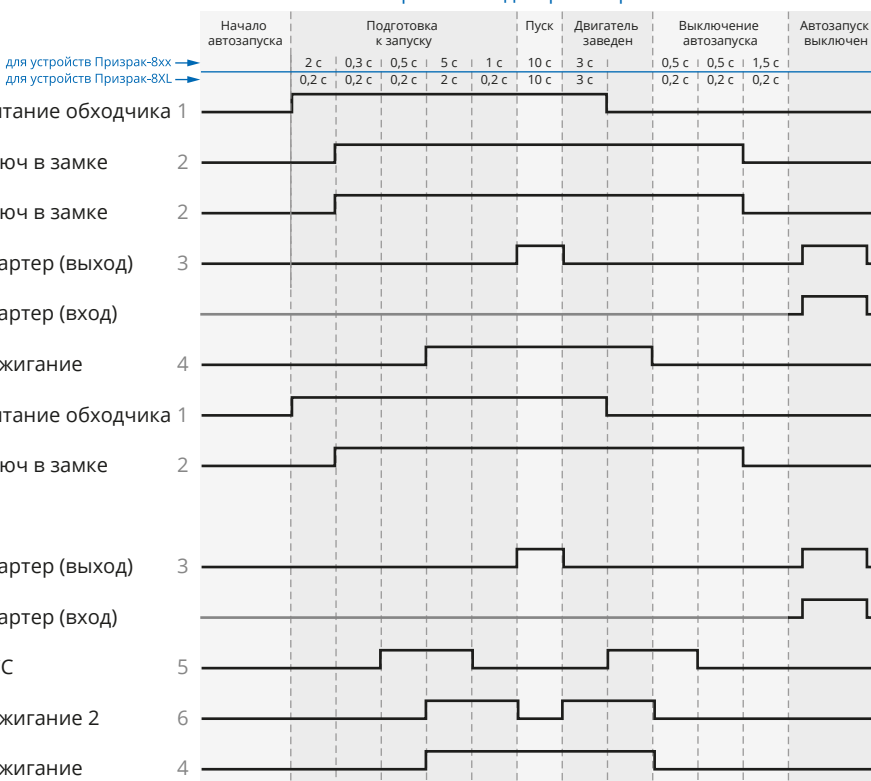 Начало автозапуска
Подготовка к запуску
Пуск
Двигатель заведен
Выключение автозапуска
Автозапуск выключен
для устройств Призрак-8xx 2 с 0,3 с 0,5 с 5 с 1 с 10 с 3 с 0,5 с 0,5 с 1,5 с
для устройств Призрак-8XL 0,2 с 0,2 с 0,2 с 2 с 0,2 с 10 с 3 с 0,2 с 0,2 с 0,2 с
итание обходчика 1
юч в замке 2
юч в замке 2
артер (выход) 3
артер (вход)
жигание 4
итание обходчика 1
юч в замке 2
артер (выход) 3
артер (вход)
С 5
жигание 2 6
жигание 4